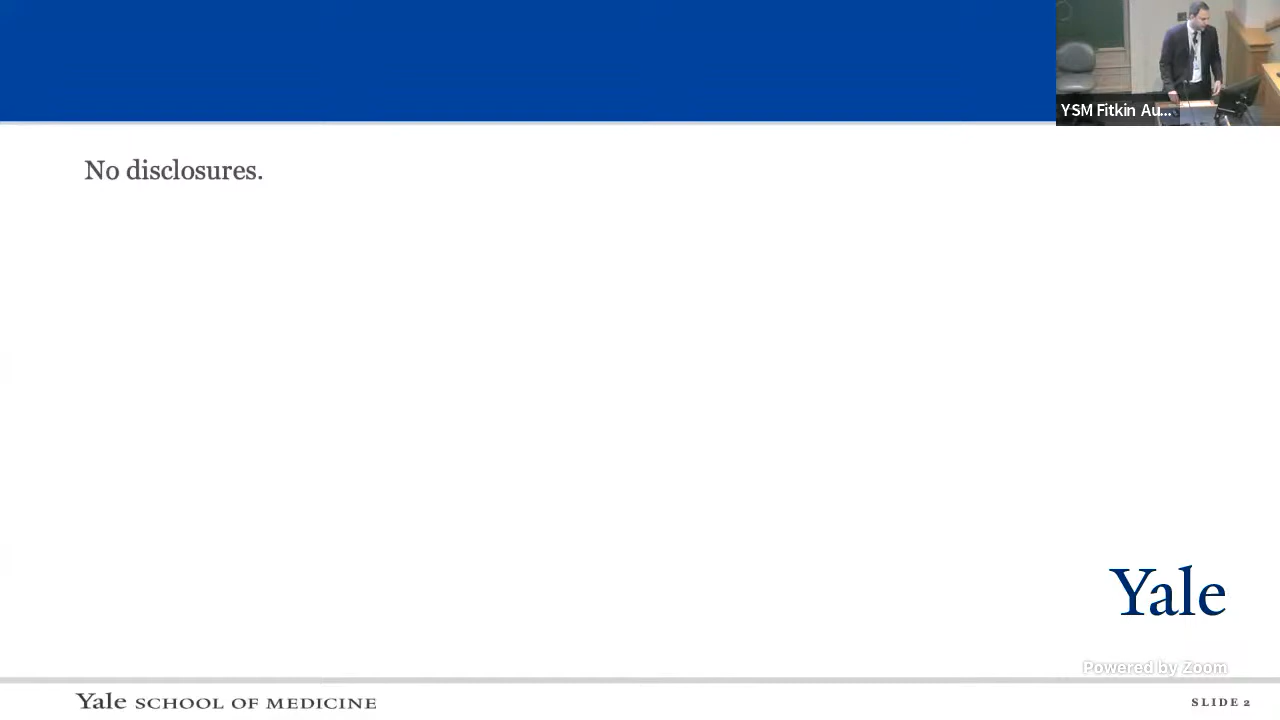 YSM Fitkin Au...
No disclosures.
Yale
Powered by Zoom
Yale SCHOOL OF MEDICINE
SLIDE 2